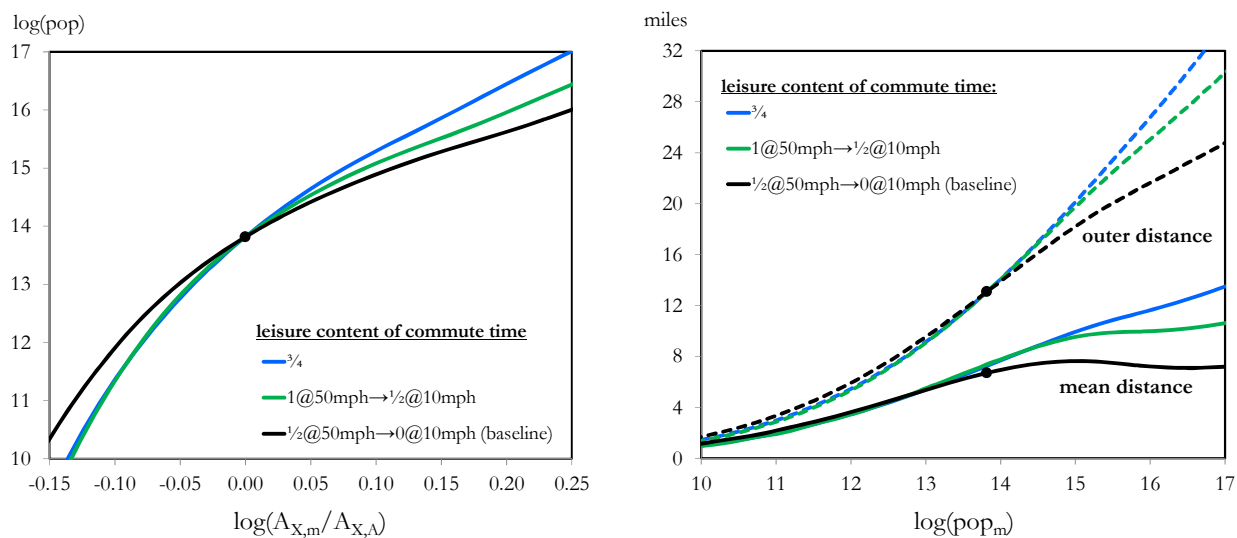 log(pop)
17
16
15
14
13
12
11
10
leisure content of commute time
¾
1@50mph→½@10mph
½@50mph→0@10mph (baseline)
-0.15 -0.10 -0.05 0.00 0.05 0.10 0.15 0.20 0.25
log(A_X,m/A_X,A)
miles
32
28
24
20
16
12
8
4
0
leisure content of commute time:
¾
1@50mph→½@10mph
½@50mph→0@10mph (baseline)
outer distance
mean distance
10 11 12 13 14 15 16 17
log(pop_m)